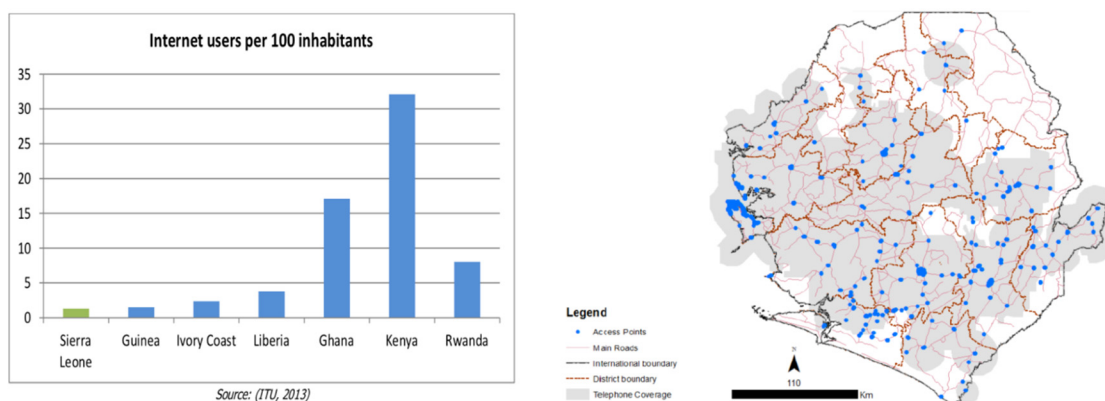 Internet users per 100 inhabitants
35
30
25
20
15
10
5
0
Sierra Leone
Guinea
Ivory Coast
Liberia
Ghana
Kenya
Rwanda
Source: (ITU, 2013)
Legend
Access Points
Main Roads
International boundary
District boundary
Telephone Coverage
110
Km